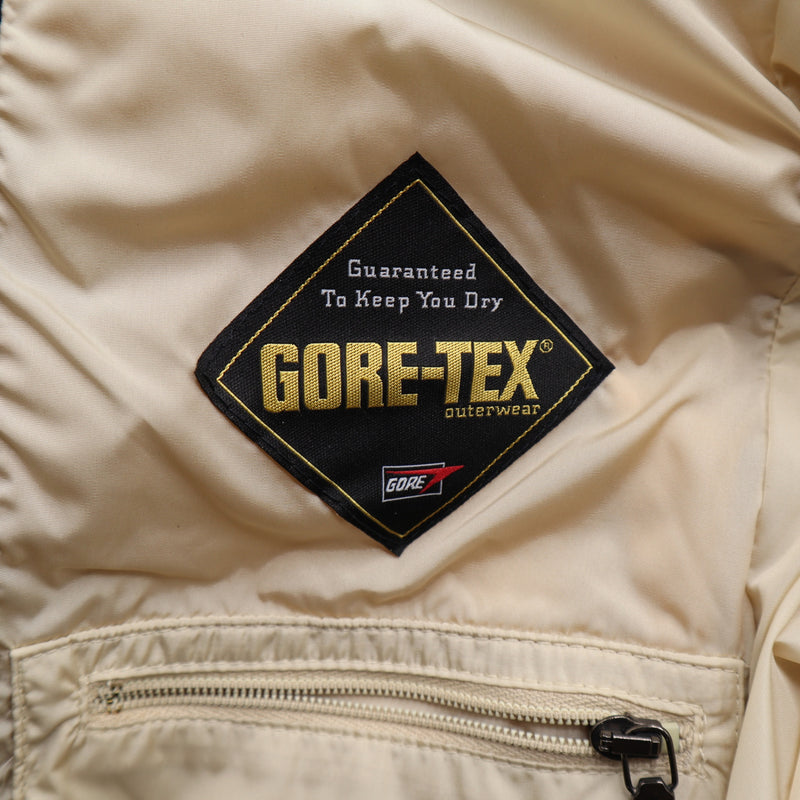 Guaranteed
To Keep You Dry
GORE-TEX®
outerwear
GORE